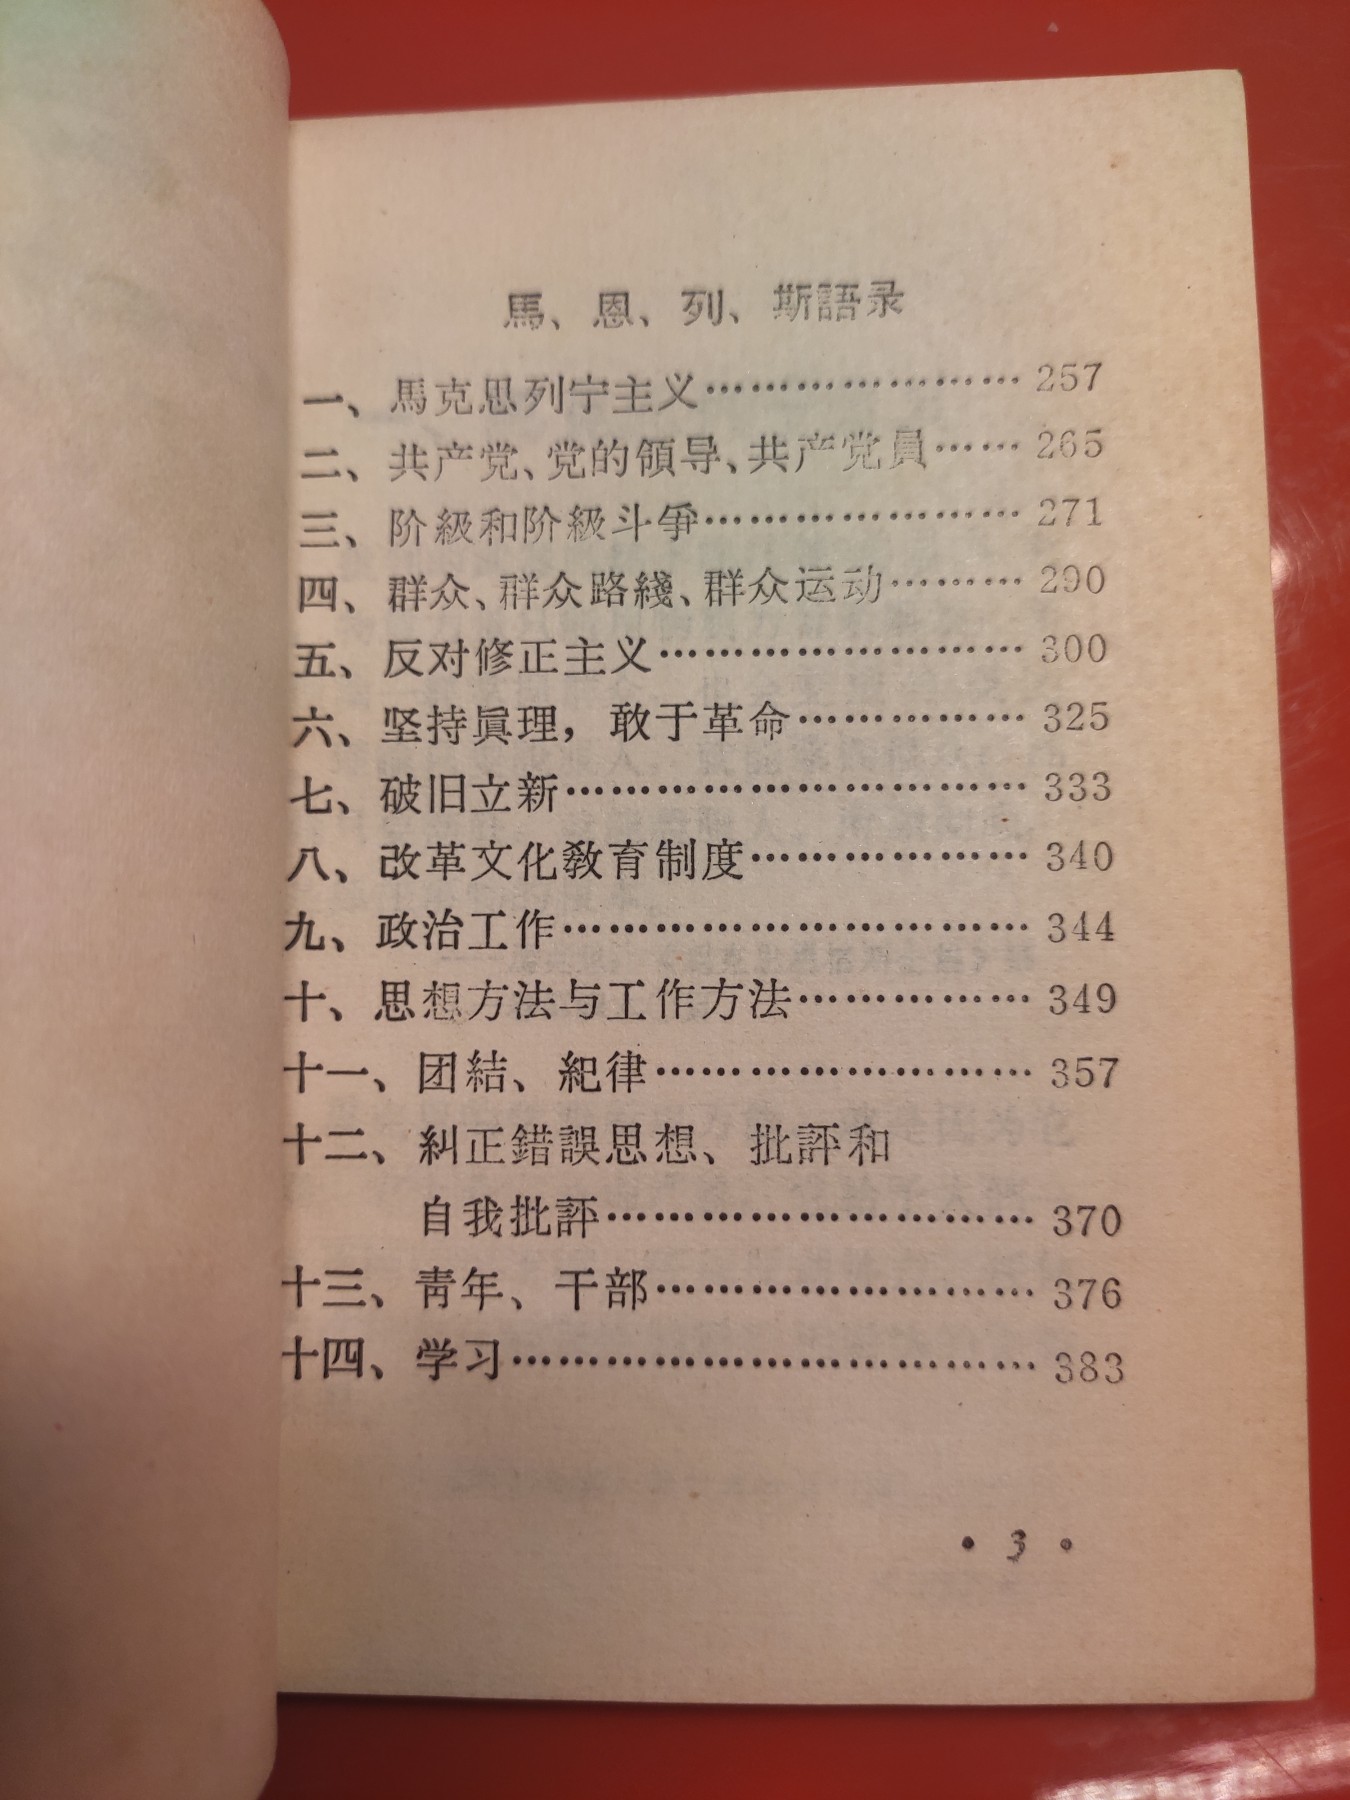 馬、恩、列、斯語录
一、馬克思列宁主义…………………257
二、共产党、党的領导、共产党員……265
三、阶級和阶級斗爭…………………271
四、群众、群众路綫、群众运动………290
五、反对修正主义……………………300
六、坚持眞理，敢于革命……………325
七、破旧立新…………………………333
八、改革文化敎育制度………………340
九、政治工作…………………………344
十、思想方法与工作方法……………349
十一、团結、紀律……………………357
十二、糾正錯誤思想、批評和
自我批評………………………370
十三、青年、干部……………………376
十四、学习……………………………383
• 3 •